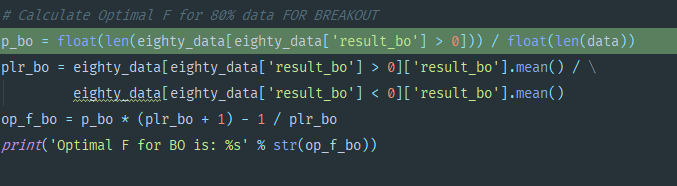 # Calculate Optimal F for 80% data FOR BREAKOUT
p_bo = float(len(eighty_data[eighty_data['result_bo'] > 0])) / float(len(data))
plr_bo = eighty_data[eighty_data['result_bo'] > 0]['result_bo'].mean() / \
eighty_data[eighty_data['result_bo'] < 0]['result_bo'].mean()
op_f_bo = p_bo * (plr_bo + 1) - 1 / plr_bo
print('Optimal F for BO is: %s' % str(op_f_bo))